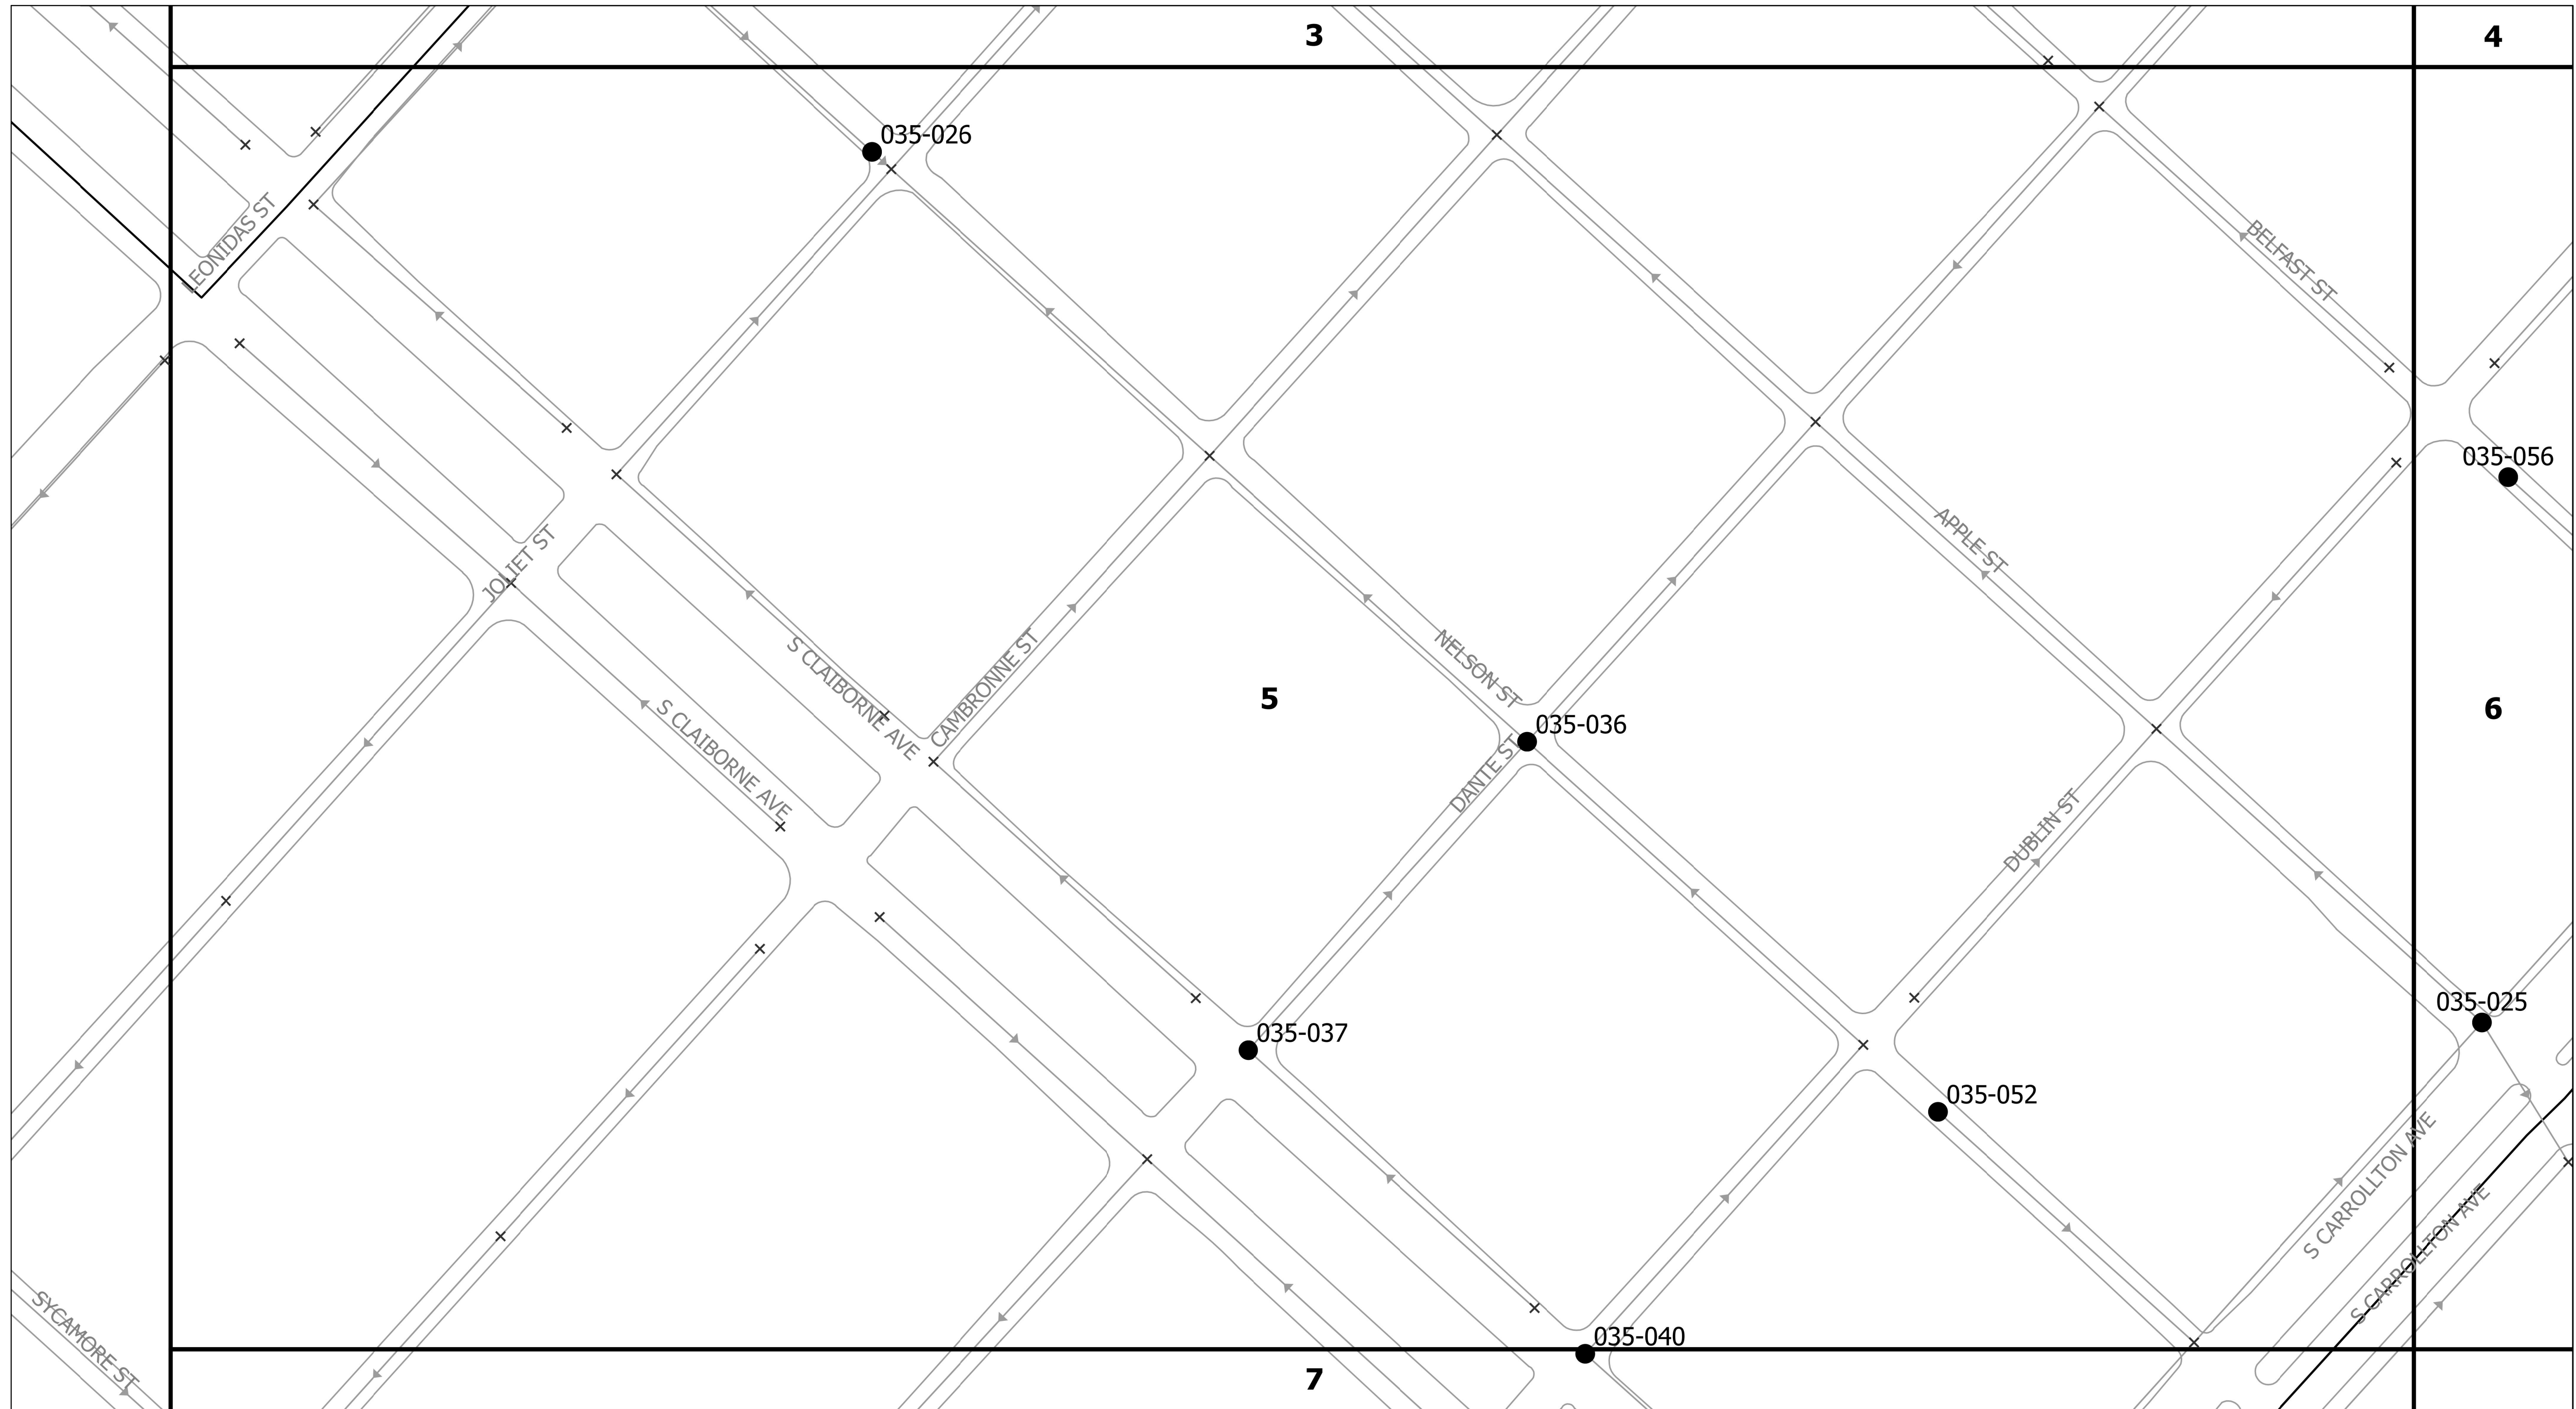 3
4
035-026
LEONIDAS ST
BELFAST ST
035-056
JOLIET ST
APPLE ST
S CLAIBORNE AVE
CAMBRONNE ST
NELSON ST
5
6
S CLAIBORNE AVE
035-036
DANTE ST
DUBLIN ST
035-025
035-037
035-052
S CARROLLTON AVE
S CARROLLTON AVE
SYCAMORE ST
035-040
7